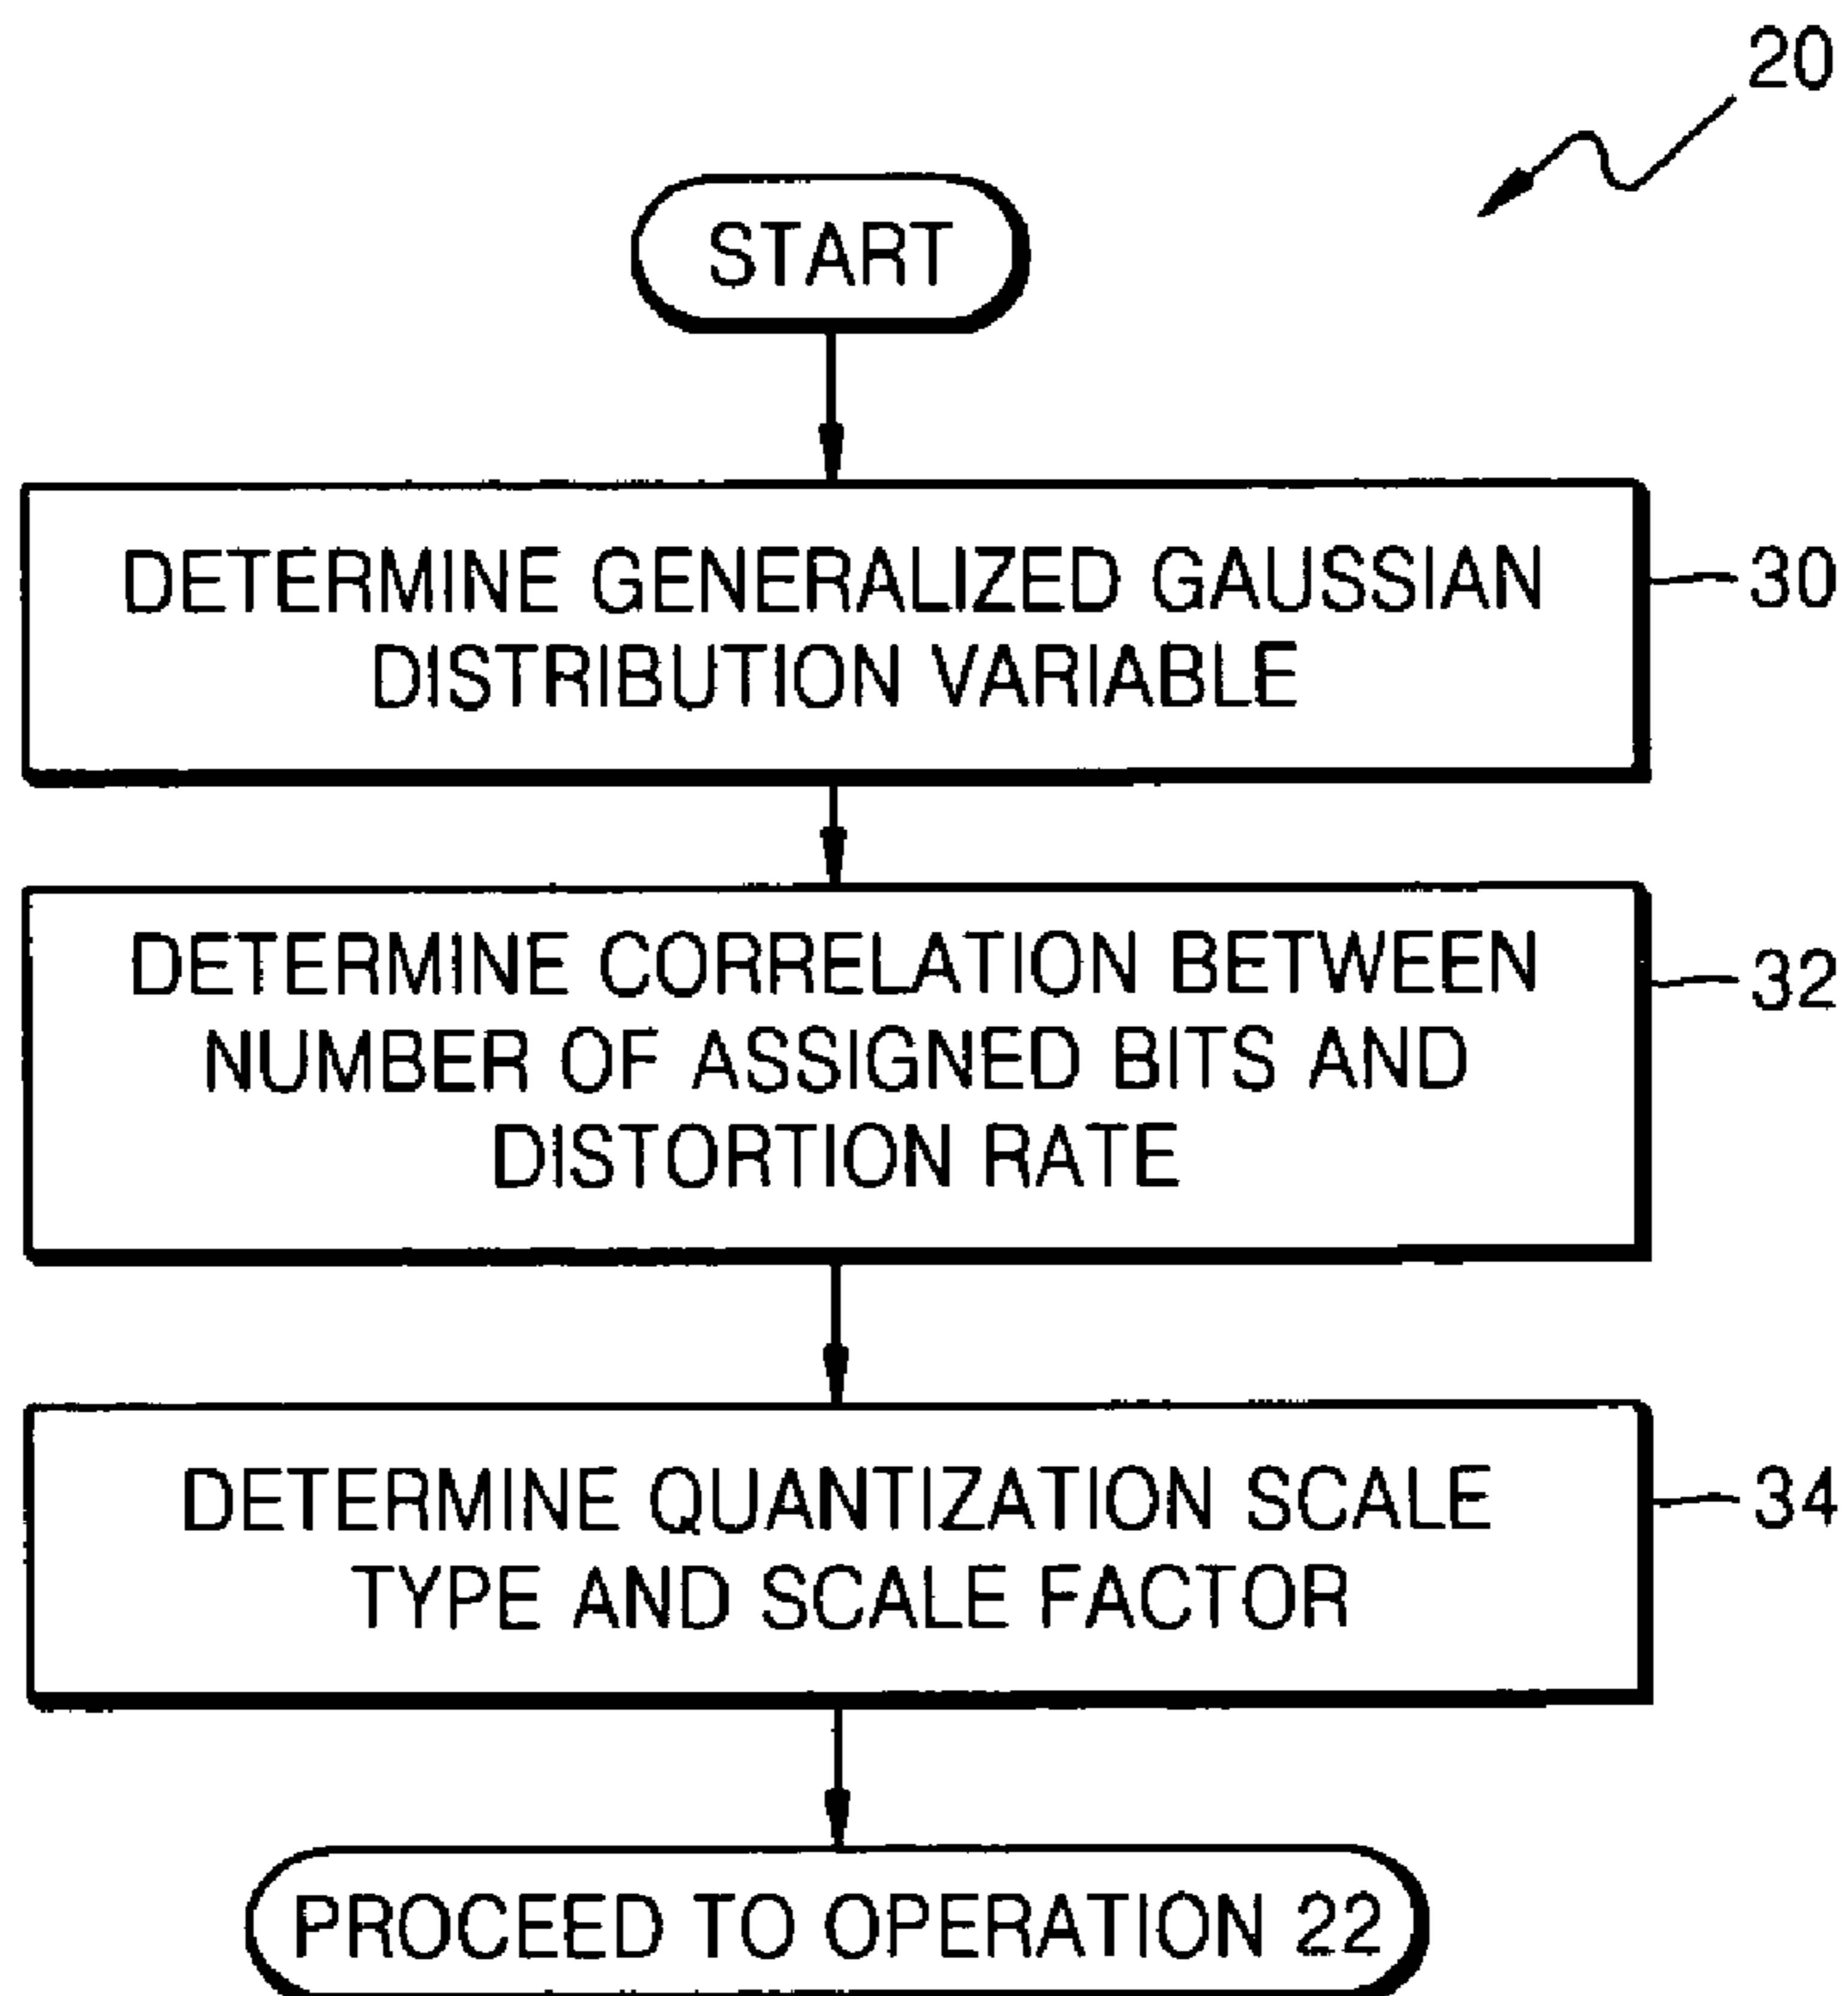 20
START
DETERMINE GENERALIZED GAUSSIAN
DISTRIBUTION VARIABLE
30
DETERMINE CORRELATION BETWEEN
NUMBER OF ASSIGNED BITS AND
DISTORTION RATE
32
DETERMINE QUANTIZATION SCALE
TYPE AND SCALE FACTOR
34
PROCEED TO OPERATION 22